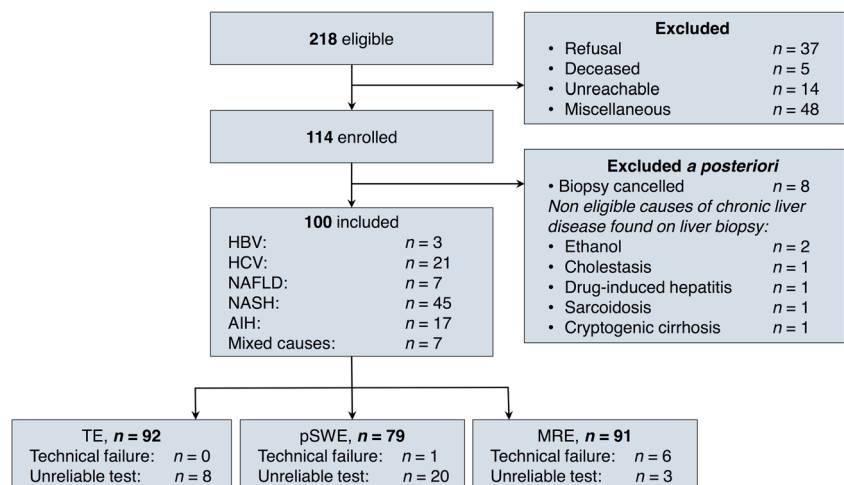 218 eligible
Excluded
• Refusal n = 37
• Deceased n = 5
• Unreachable n = 14
• Miscellaneous n = 48
114 enrolled
Excluded a posteriori
• Biopsy cancelled n = 8
Non eligible causes of chronic liver
disease found on liver biopsy:
• Ethanol n = 2
• Cholestasis n = 1
• Drug-induced hepatitis n = 1
• Sarcoidosis n = 1
• Cryptogenic cirrhosis n = 1
100 included
HBV: n = 3
HCV: n = 21
NAFLD: n = 7
NASH: n = 45
AIH: n = 17
Mixed causes: n = 7
TE, n = 92
Technical failure: n = 0
Unreliable test: n = 8
pSWE, n = 79
Technical failure: n = 1
Unreliable test: n = 20
MRE, n = 91
Technical failure: n = 6
Unreliable test: n = 3